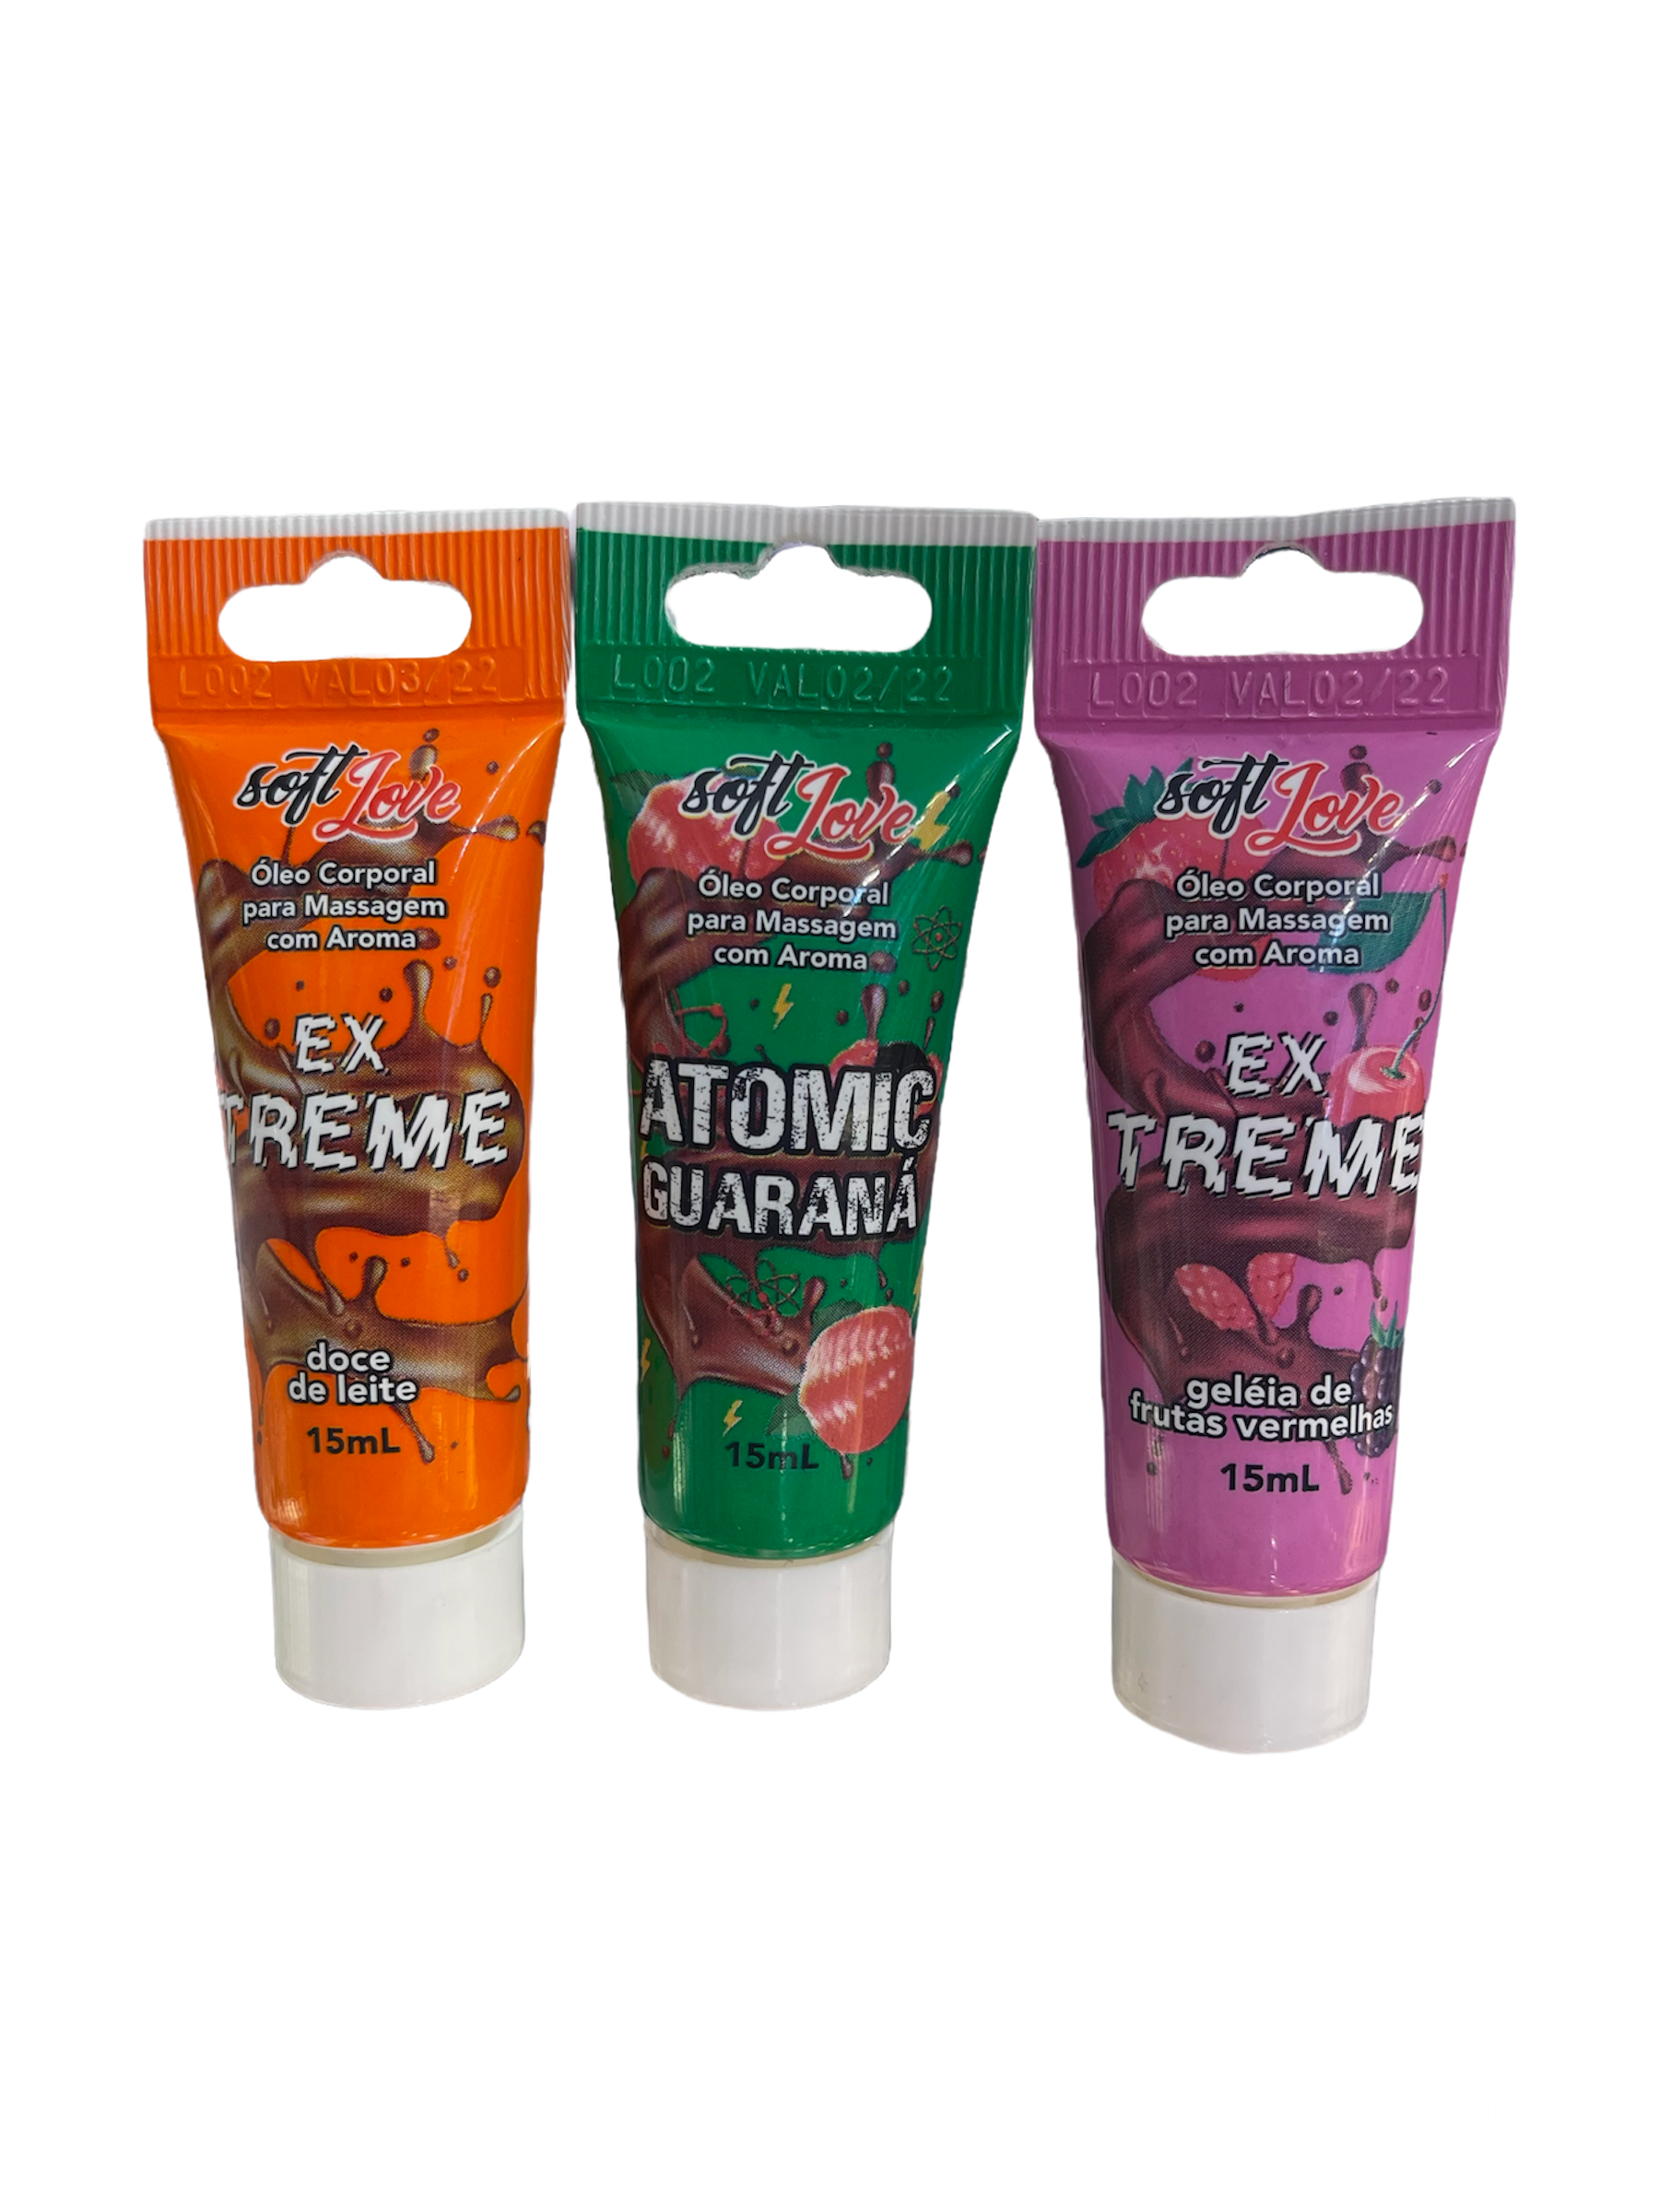 L002 VAL03/22
soft Love
Óleo Corporal
para Massagem
com Aroma
EX
TREME
doce
de leite
15mL
L002 VAL02/22
soft Love
Óleo Corporal
para Massagem
com Aroma
ATOMIC
GUARANÁ
15mL
L002 VAL02/22
soft Love
Óleo Corporal
para Massagem
com Aroma
EX
TREME
geléia de
frutas vermelhas
15mL